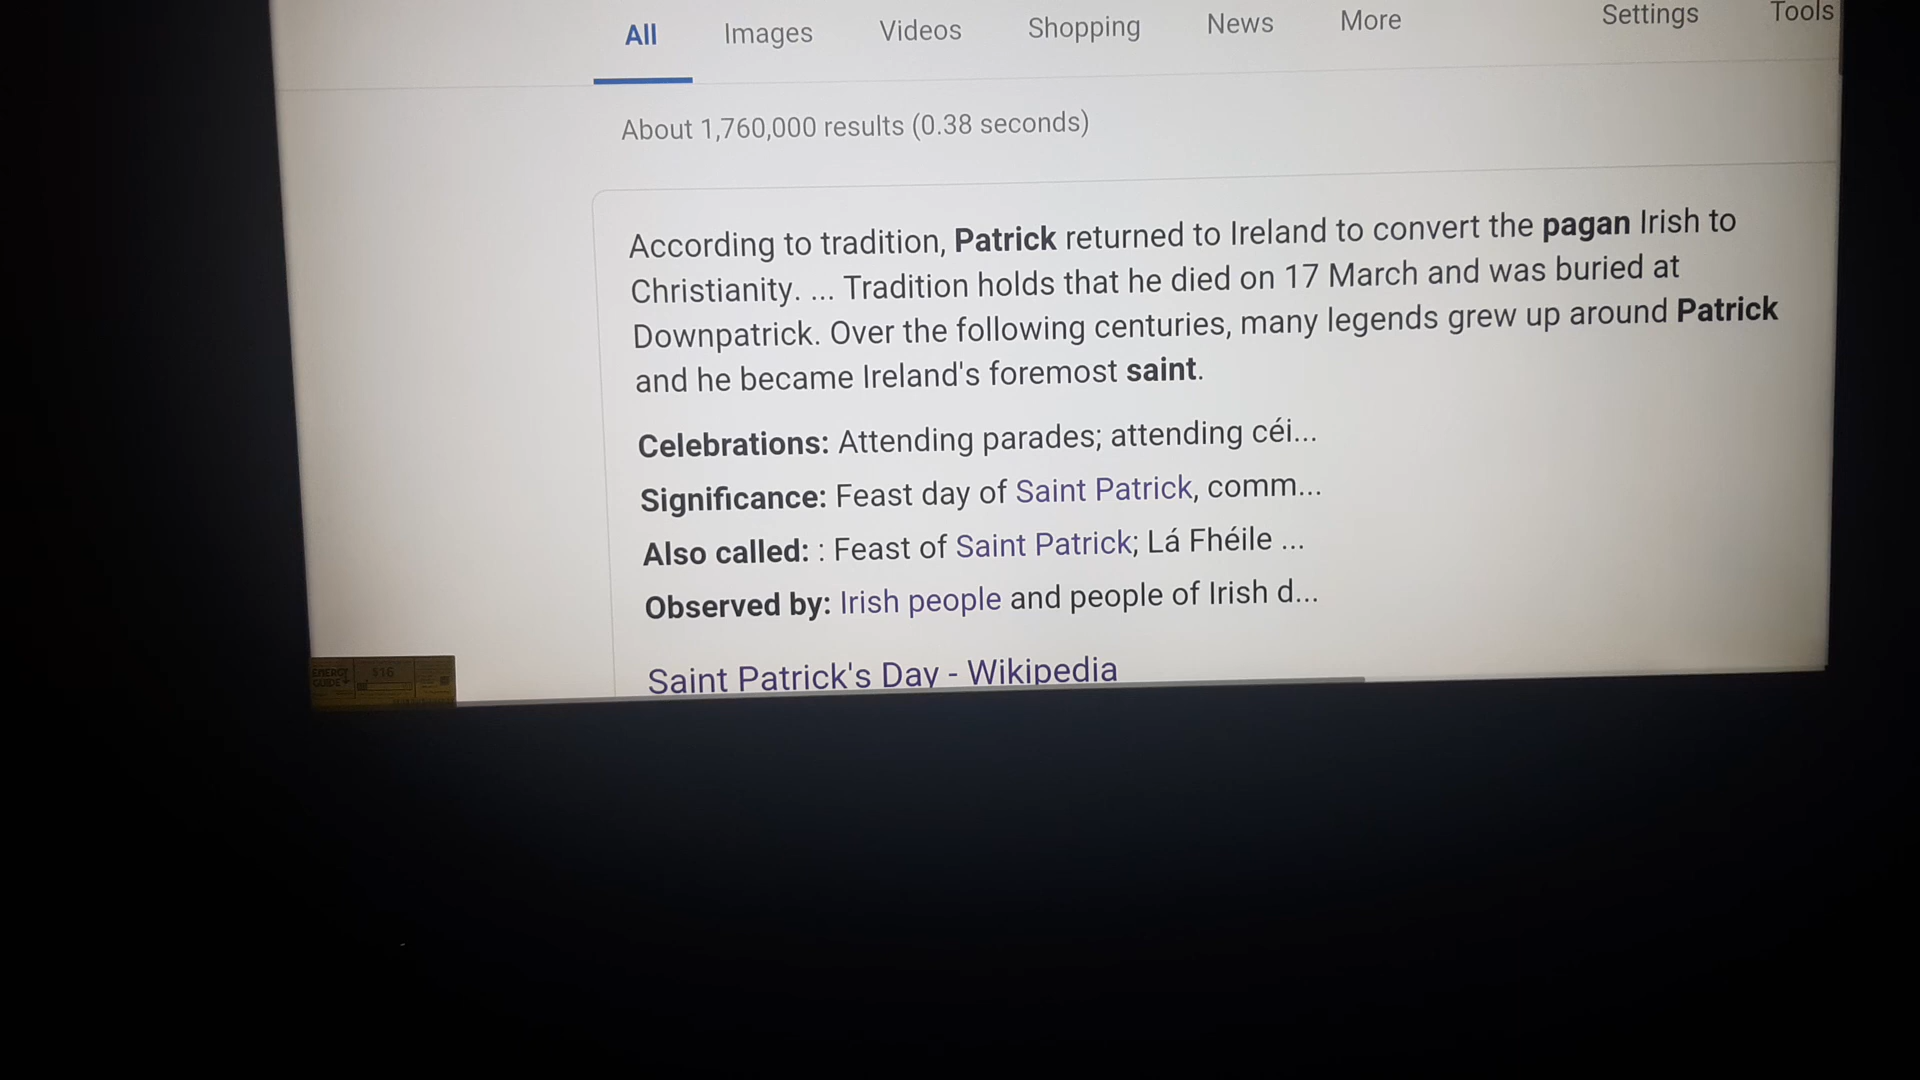 All Images Videos Shopping News More Settings Tools
About 1,760,000 results (0.38 seconds)
According to tradition, Patrick returned to Ireland to convert the pagan Irish to
Christianity. ... Tradition holds that he died on 17 March and was buried at
Downpatrick. Over the following centuries, many legends grew up around Patrick
and he became Ireland's foremost saint.
Celebrations: Attending parades; attending céi...
Significance: Feast day of Saint Patrick, comm...
Also called: : Feast of Saint Patrick; Lá Fhéile ...
Observed by: Irish people and people of Irish d...
Saint Patrick's Day - Wikipedia
ENERGY
GUIDE
$16